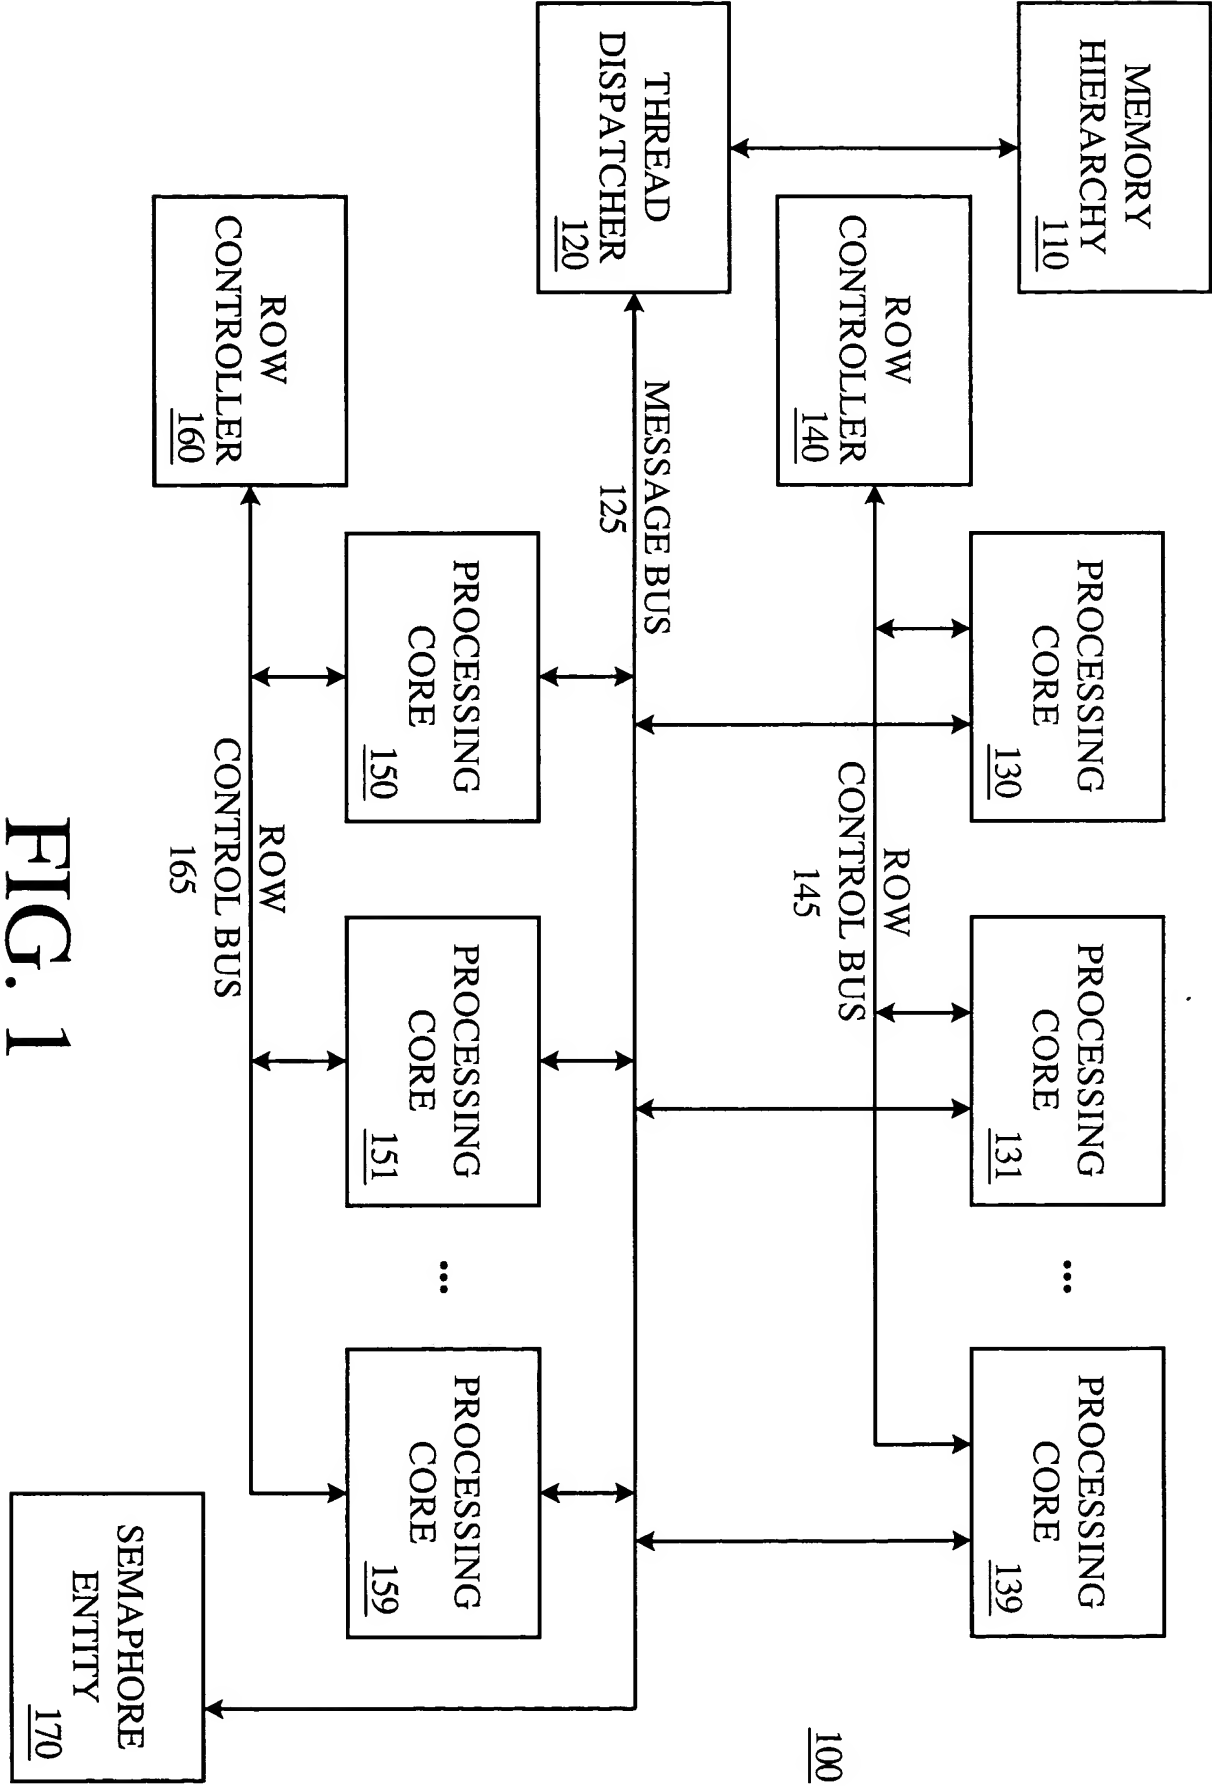 MEMORY
HIERARCHY
110
ROW
CONTROLLER
140
PROCESSING
CORE
130
PROCESSING
CORE
131
...
PROCESSING
CORE
139
ROW
CONTROL BUS
145
100
THREAD
DISPATCHER
120
MESSAGE BUS
125
ROW
CONTROLLER
160
PROCESSING
CORE
150
PROCESSING
CORE
151
...
PROCESSING
CORE
159
ROW
CONTROL BUS
165
SEMAPHORE
ENTITY
170
FIG. 1